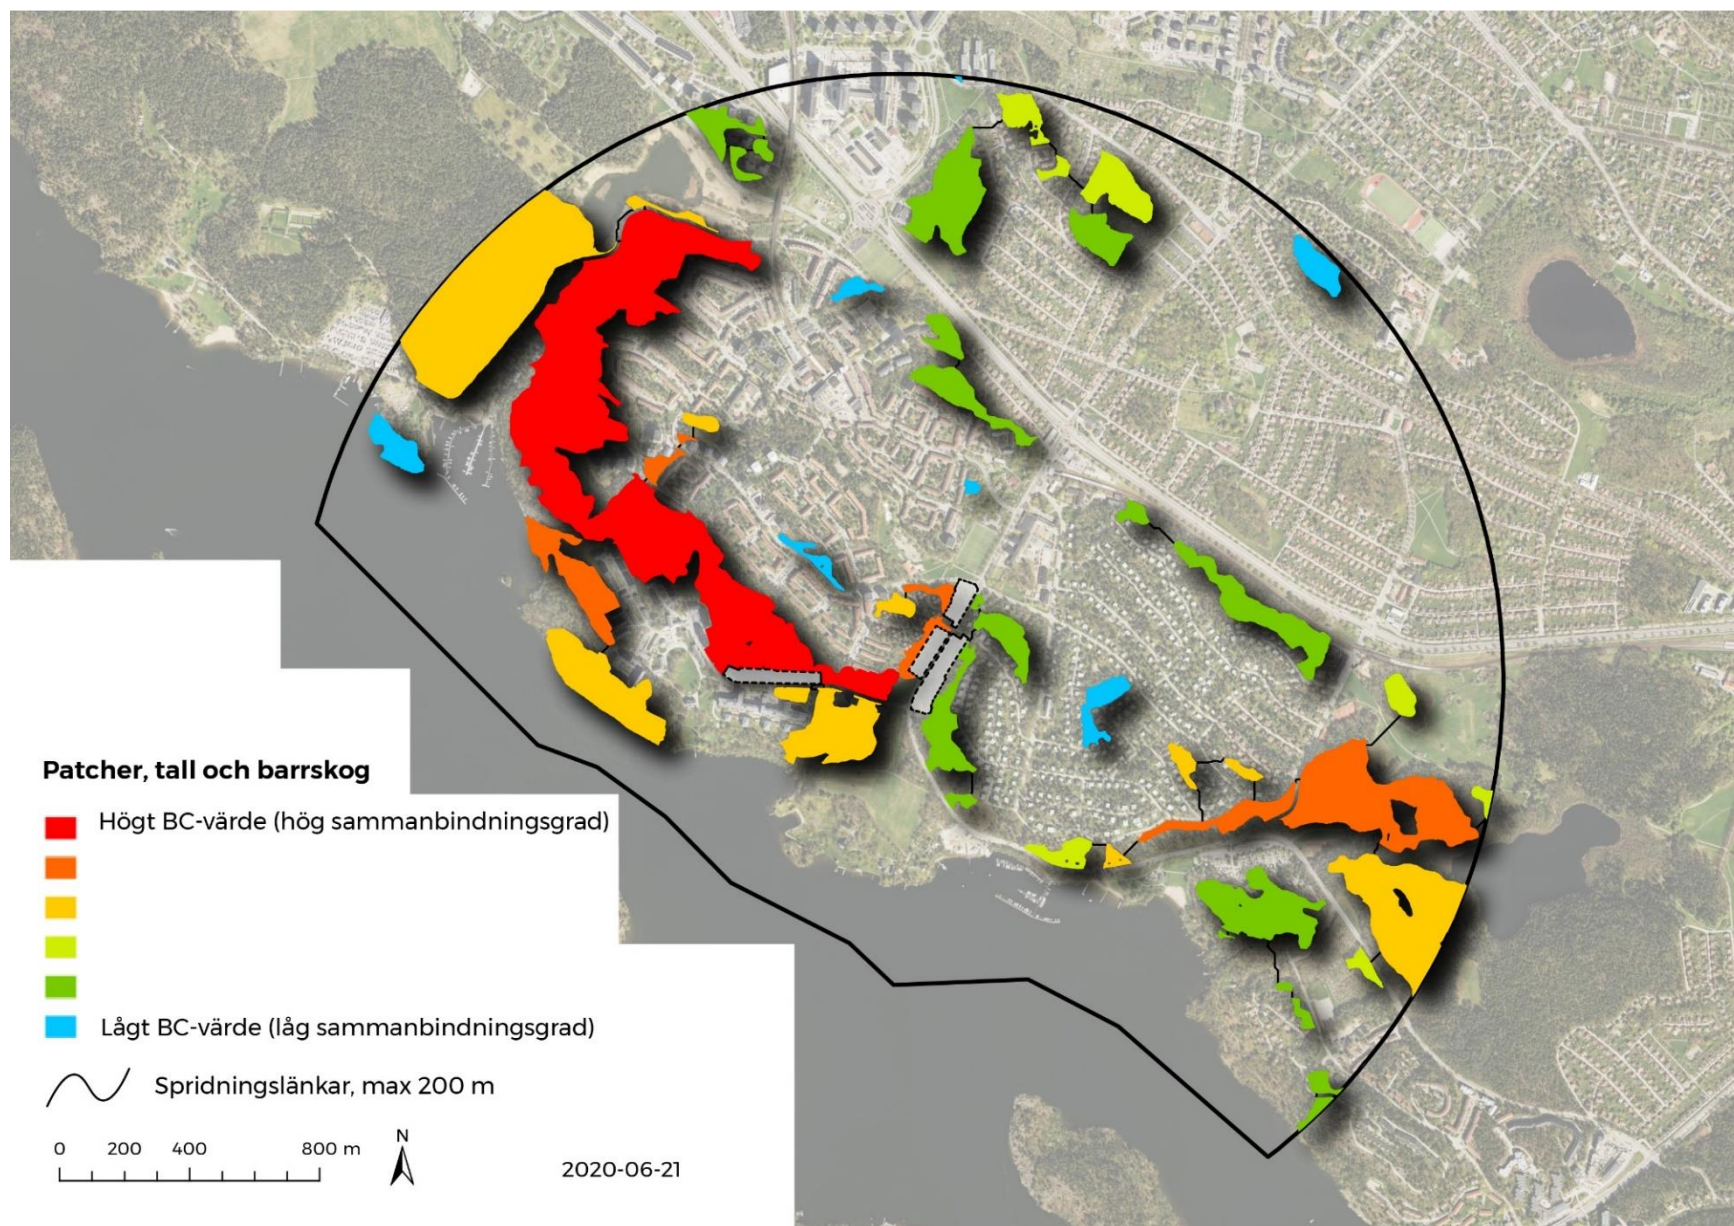 Patcher, tall och barrskog
Högt BC-värde (hög sammanbindningsgrad)
Lågt BC-värde (låg sammanbindningsgrad)
Spridningslänkar, max 200 m
0 200 400 800 m
N
2020-06-21